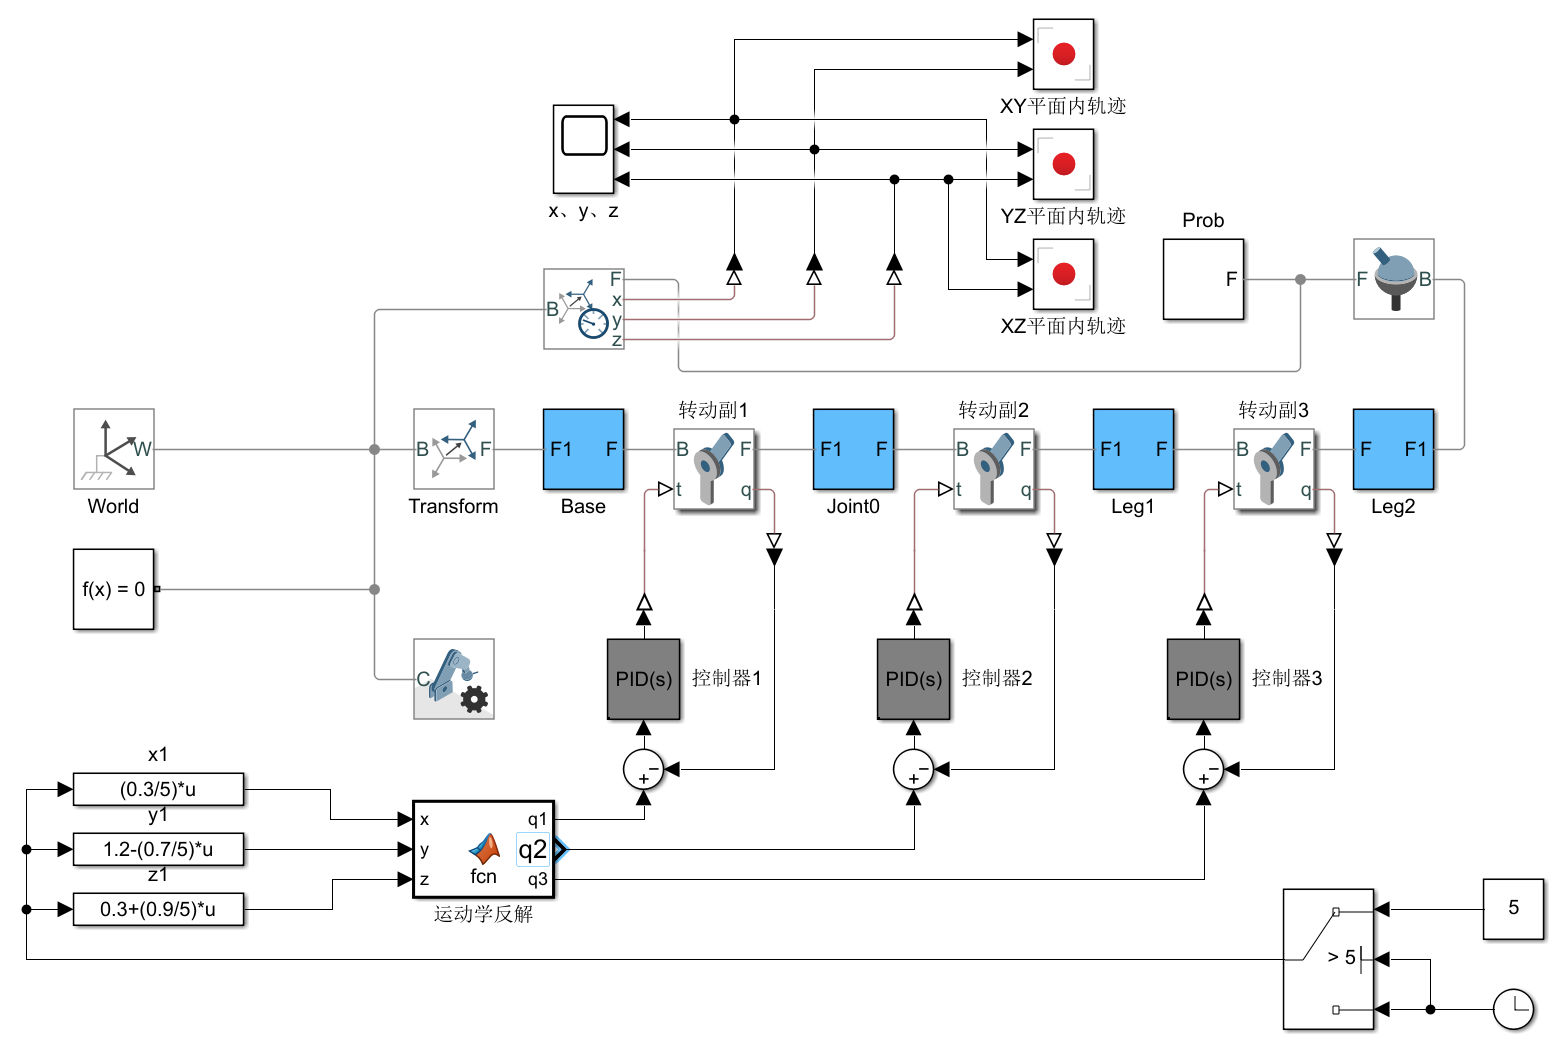 XY平面内轨迹
x、y、z
YZ平面内轨迹
Prob
F
F B
XZ平面内轨迹
B F
x
y
z
转动副1 转动副2 转动副3
W B F F1 F B F F1 F B F F1 F B F F F1
t q t q t q
World Transform Base Joint0 Leg1 Leg2
f(x) = 0
C
PID(s) 控制器1 PID(s) 控制器2 PID(s) 控制器3
− + − + − +
x1
(0.3/5)*u
y1
1.2-(0.7/5)*u
z1
0.3+(0.9/5)*u
x q1
y q2
z fcn q3
运动学反解
5
> 5